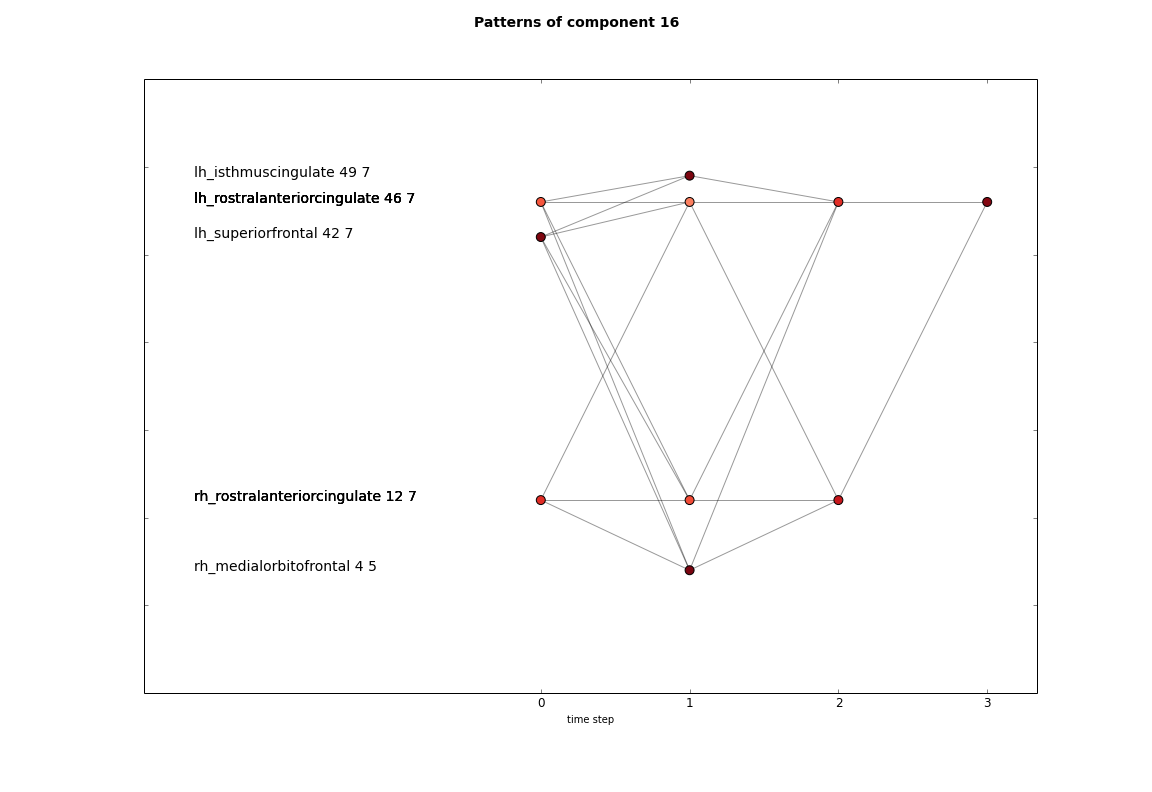 Patterns of component 16
lh_isthmuscingulate 49 7
lh_rostralanteriorcingulate 46 7
lh_superiorfrontal 42 7
rh_rostralanteriorcingulate 12 7
rh_medialorbitofrontal 4 5
0 1 2 3
time step